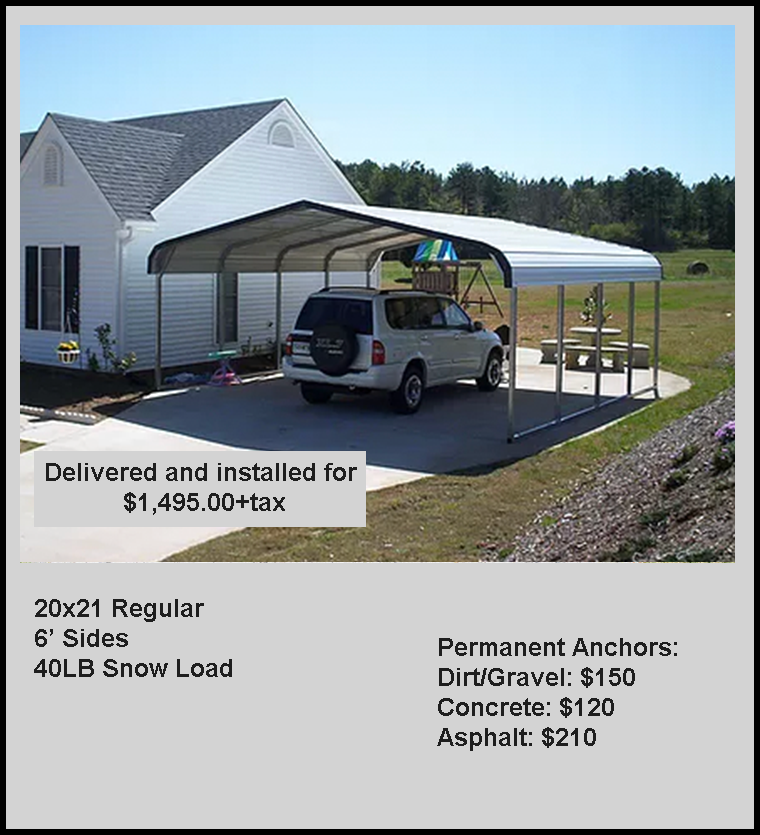 Delivered and installed for
$1,495.00+tax
20x21 Regular
6’ Sides
40LB Snow Load
Permanent Anchors:
Dirt/Gravel: $150
Concrete: $120
Asphalt: $210